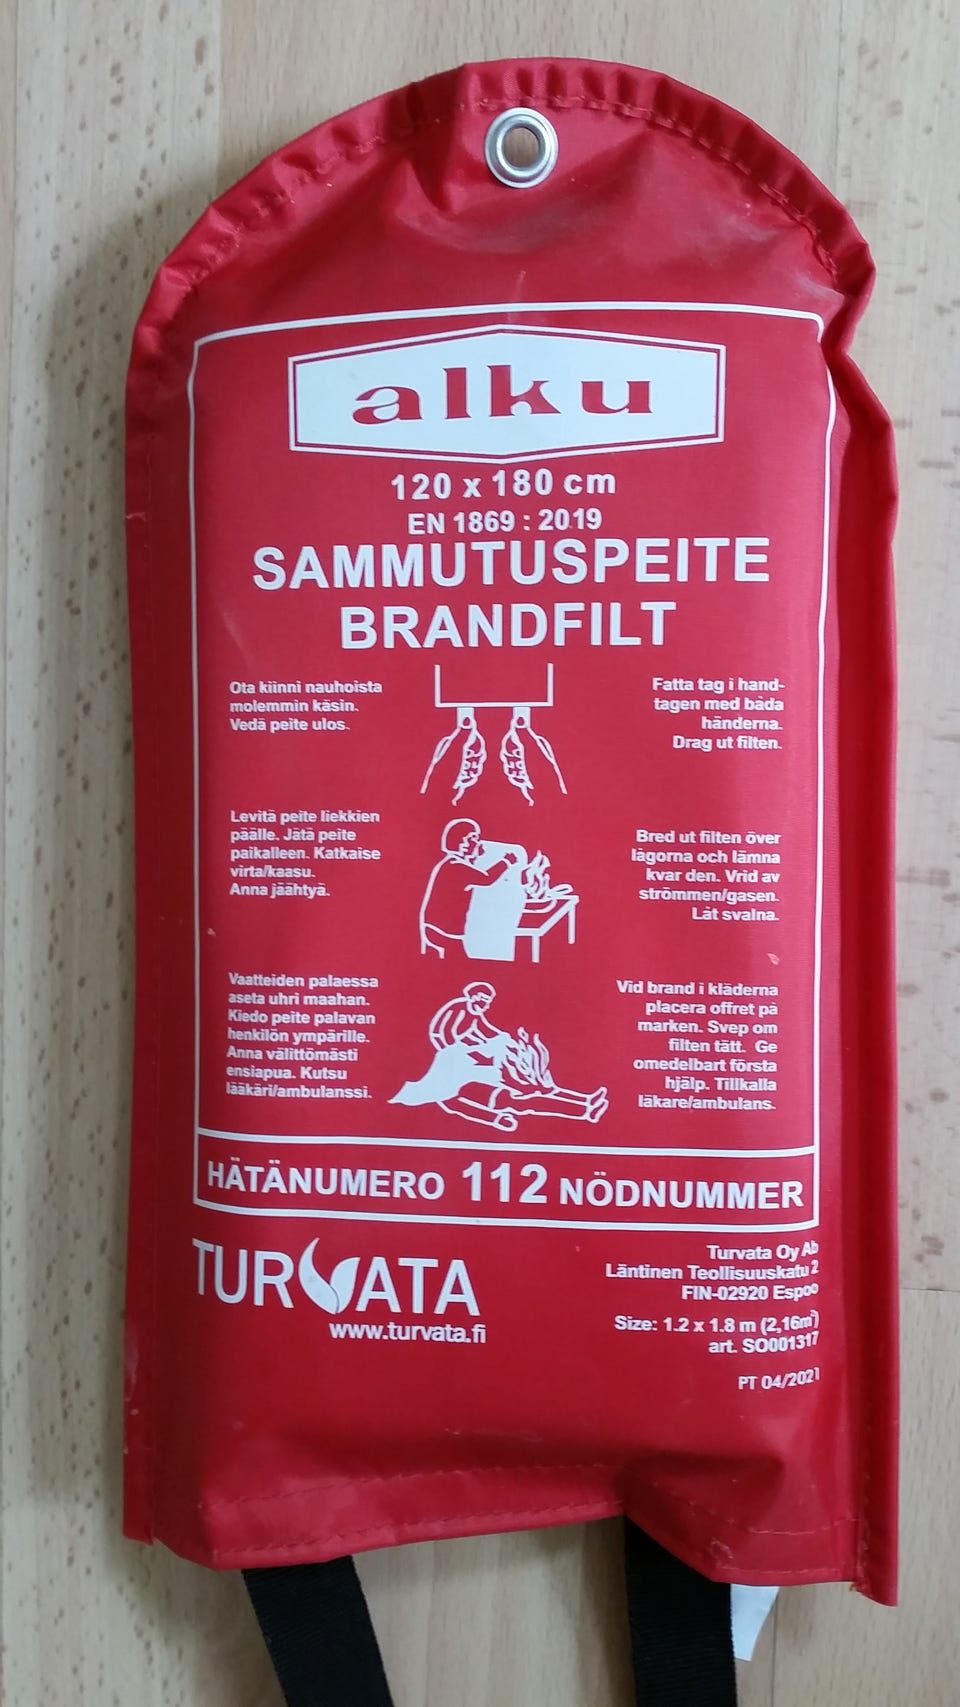 alku
120 x 180 cm
EN 1869 : 2019
SAMMUTUSPEITE
BRANDFILT
Ota kiinni nauhoista
molemmin käsin.
Vedä peite ulos.
Fatta tag i hand-
tagen med båda
händerna.
Drag ut filten.
Levitä peite liekkien
päälle. Jätä peite
paikalleen. Katkaise
virta/kaasu.
Anna jäähtyä.
Bred ut filten över
lågorna och lämna
kvar den. Vrid av
strömmen/gasen.
Låt svalna.
Vaatteiden palaessa
aseta uhri maahan.
Kiedo peite palavan
henkilön ympärille.
Anna välittömästi
ensiapua. Kutsu
lääkäri/ambulanssi.
Vid brand i kläderna
placera offret på
marken. Svep om
filten tätt. Ge
omedelbart första
hjälp. Tillkalla
läkare/ambulans.
HÄTÄNUMERO 112 NÖDNUMMER
TURVATA
www.turvata.fi
Turvata Oy Ab
Läntinen Teollisuuskatu 2
FIN-02920 Espoo
Size: 1.2 x 1.8 m (2,16m²)
art. SO001317
PT 04/2021